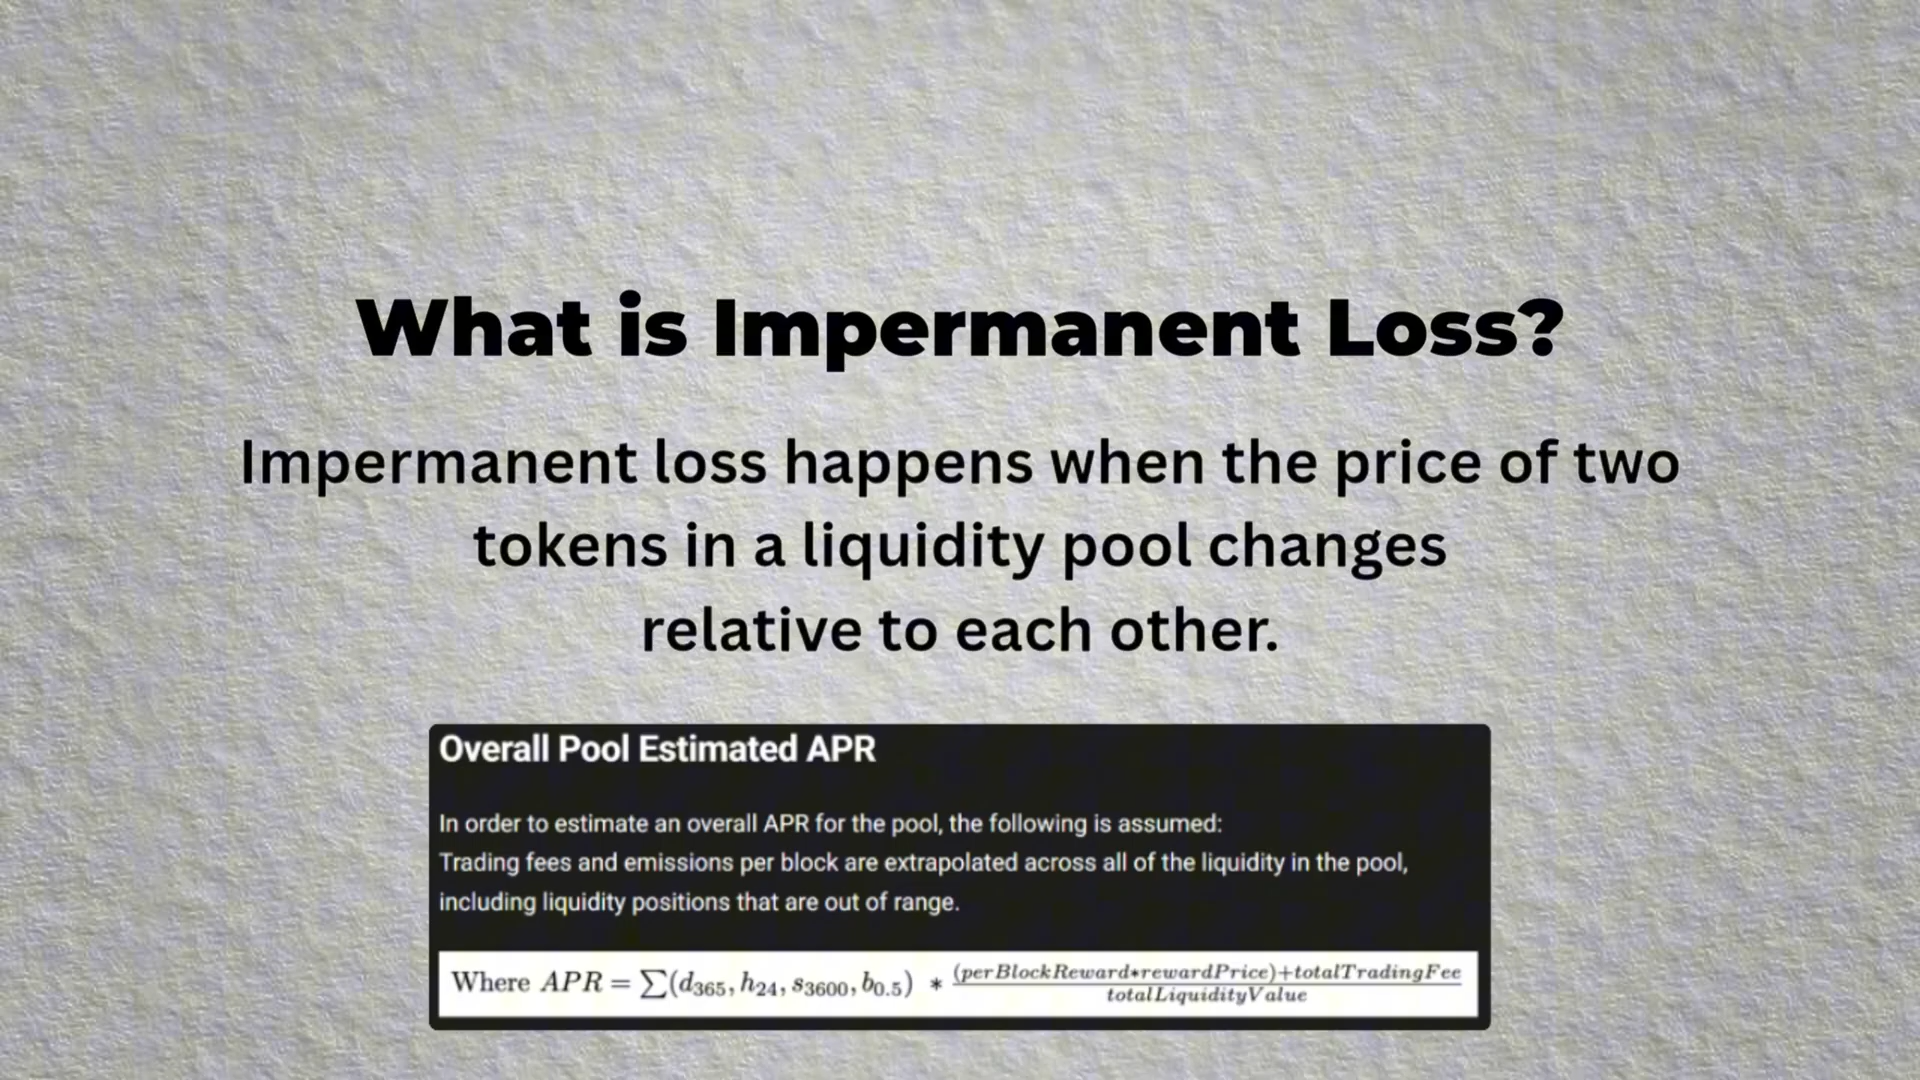 What is Impermanent Loss?
Impermanent loss happens when the price of two
tokens in a liquidity pool changes
relative to each other.
Overall Pool Estimated APR
In order to estimate an overall APR for the pool, the following is assumed:
Trading fees and emissions per block are extrapolated across all of the liquidity in the pool,
including liquidity positions that are out of range.
Where APR = ∑(d₃₆₅, h₂₄, s₃₆₀₀, b₀.₅) * (perBlockReward*rewardPrice)+totalTradingFee / totalLiquidityValue